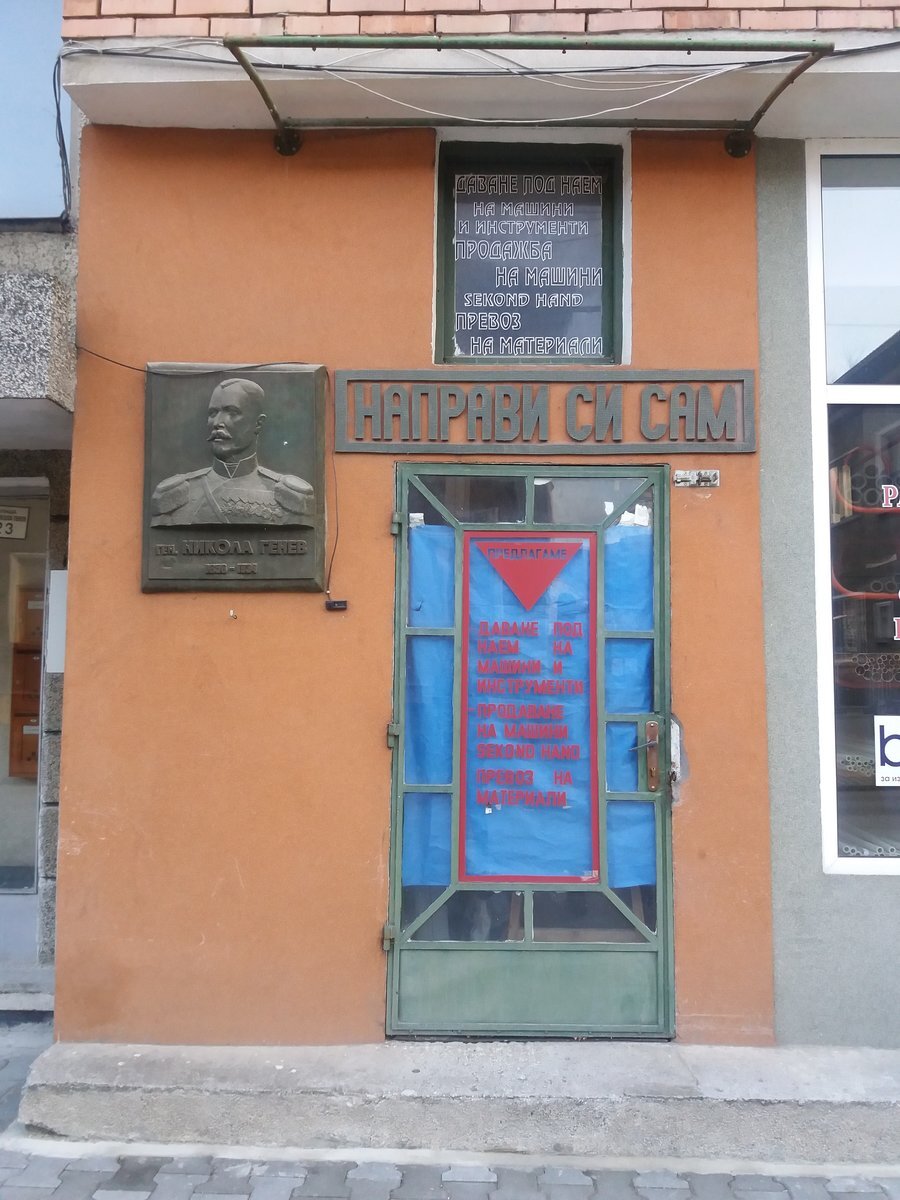 ДАВАНЕ ПОД НАЕМ
НА МАШИНИ
И ИНСТРУМЕНТИ
ПРОДАЖБА
НА МАШИНИ
SEKOND HAND
ПРЕВОЗ
НА МАТЕРИАЛИ
НАПРАВИ СИ САМ
ГЕН. НИКОЛА ГЕНЕВ
ПРЕДЛАГАМЕ
ДАВАНЕ ПОД
НАЕМ НА
МАШИНИ И
ИНСТРУМЕНТИ
-ПРОДАВАНЕ
НА МАШИНИ
SEKOND HAND
ПРЕВОЗ НА
МАТЕРИАЛИ
23